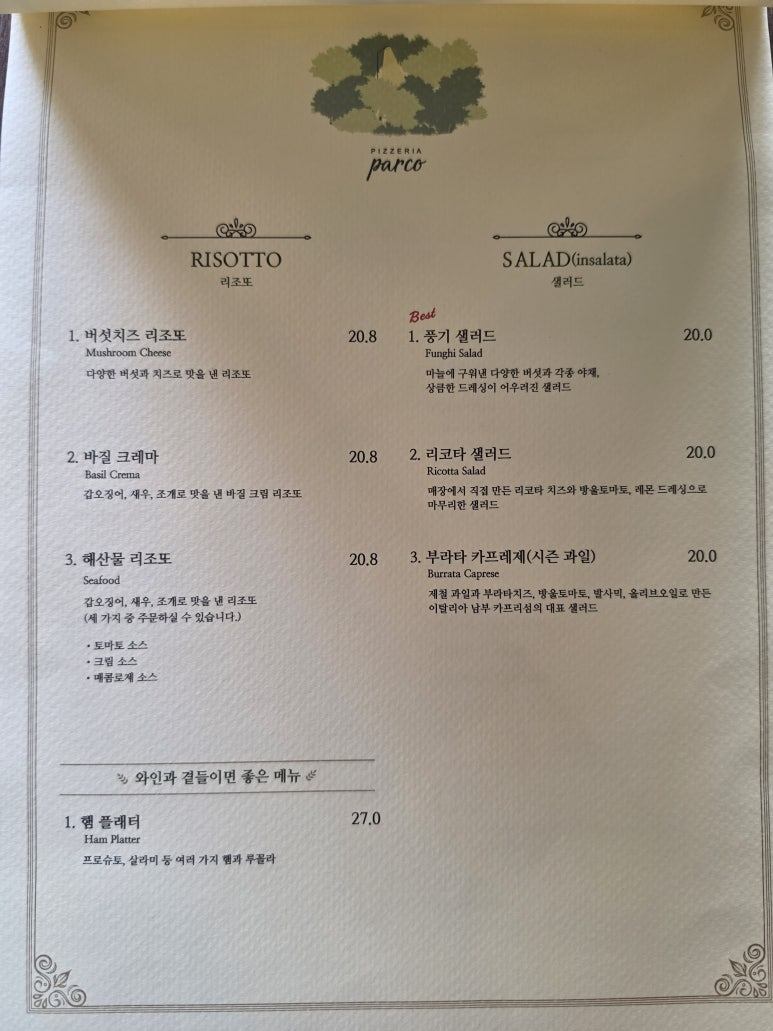 PIZZERIA
parco
RISOTTO
리조또
1. 버섯치즈 리조또 20.8
Mushroom Cheese
다양한 버섯과 치즈로 맛을 낸 리조또
2. 바질 크레마 20.8
Basil Crema
갑오징어, 새우, 조개로 맛을 낸 바질 크림 리조또
3. 해산물 리조또 20.8
Seafood
갑오징어, 새우, 조개로 맛을 낸 리조또
(세 가지 중 주문하실 수 있습니다.)
· 토마토 소스
· 크림 소스
· 매콤로제 소스
와인과 곁들이면 좋은 메뉴
1. 햄 플래터 27.0
Ham Platter
프로슈토, 살라미 등 여러 가지 햄과 루꼴라
SALAD(insalata)
샐러드
Best
1. 풍기 샐러드 20.0
Funghi Salad
마늘에 구워낸 다양한 버섯과 각종 야채,
상큼한 드레싱이 어우러진 샐러드
2. 리코타 샐러드 20.0
Ricotta Salad
매장에서 직접 만든 리코타 치즈와 방울토마토, 레몬 드레싱으로
마무리한 샐러드
3. 부라타 카프레제(시즌 과일) 20.0
Burrata Caprese
제철 과일과 부라타치즈, 방울토마토, 발사믹, 올리브오일로 만든
이탈리아 남부 카프리섬의 대표 샐러드